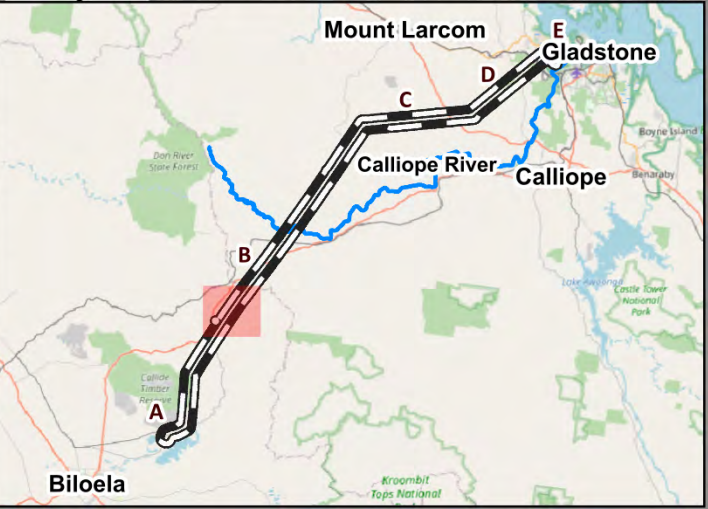 Mount Larcom
E
Gladstone
D
C
Boyne Island
Don River
State Forest
Calliope River
Calliope
Benaraby
B
Lake Awoonga
Castle Tower
National
Park
Callide
Timber
Reserve
A
Biloela
Kroombit
Tops National